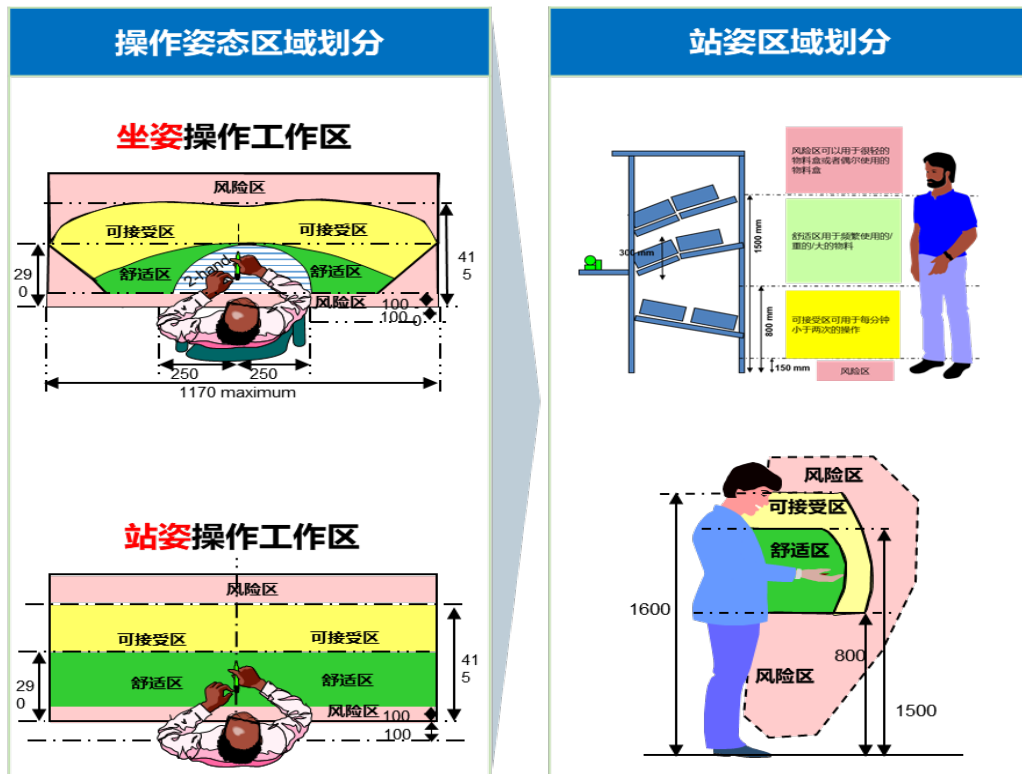 操作姿态区域划分
坐姿操作工作区
风险区
可接受区
可接受区
舒适区
2-hand
舒适区
风险区
29
0
41
5
100
100
0
250
250
1170 maximum
站姿操作工作区
风险区
可接受区
可接受区
舒适区
舒适区
风险区
29
0
41
5
100
100
站姿区域划分
风险区可以用于很轻的
物料盒或者偶尔使用的
物料盒
舒适区用于频繁使用的/
重的/大的物料
可接受区可用于每分钟
小于两次的操作
风险区
300 mm
1500 mm
800 mm
150 mm
风险区
可接受区
舒适区
风险区
1600
800
1500